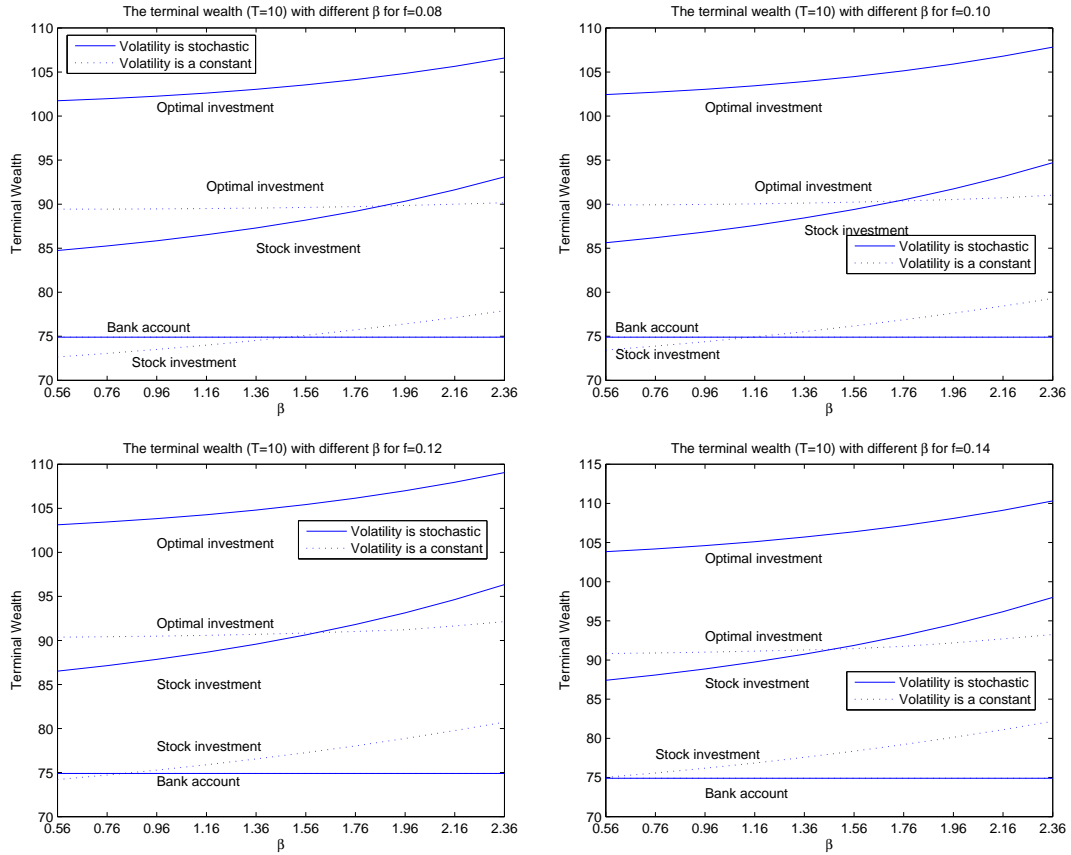 The terminal wealth (T=10) with different β for f=0.08
110
105
100
95
90
85
80
75
70
Terminal Wealth
Volatility is stochastic
Volatility is a constant
Optimal investment
Optimal investment
Stock investment
Bank account
Stock investment
0.56 0.76 0.96 1.16 1.36 1.56 1.76 1.96 2.16 2.36
β
The terminal wealth (T=10) with different β for f=0.10
110
105
100
95
90
85
80
75
70
Terminal Wealth
Optimal investment
Optimal investment
Stock investment
Volatility is stochastic
Volatility is a constant
Bank account
Stock investment
0.56 0.76 0.96 1.16 1.36 1.56 1.76 1.96 2.16 2.36
β
The terminal wealth (T=10) with different β for f=0.12
110
105
100
95
90
85
80
75
70
Terminal Wealth
Volatility is stochastic
Volatility is a constant
Optimal investment
Optimal investment
Stock investment
Stock investment
Bank account
0.56 0.76 0.96 1.16 1.36 1.56 1.76 1.96 2.16 2.36
β
The terminal wealth (T=10) with different β for f=0.14
115
110
105
100
95
90
85
80
75
70
Terminal Wealth
Optimal investment
Optimal investment
Stock investment
Volatility is stochastic
Volatility is a constant
Stock investment
Bank account
0.56 0.76 0.96 1.16 1.36 1.56 1.76 1.96 2.16 2.36
β